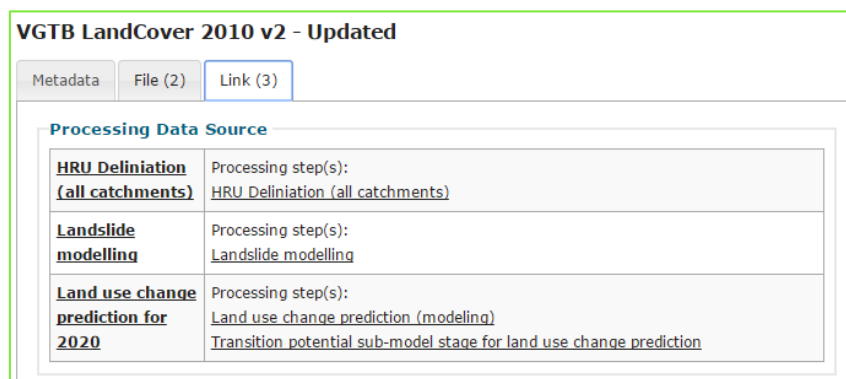 VGTB LandCover 2010 v2 - Updated
Metadata File (2) Link (3)
Processing Data Source
HRU Deliniation
(all catchments)
Processing step(s):
HRU Deliniation (all catchments)
Landslide
modelling
Processing step(s):
Landslide modelling
Land use change
prediction for
2020
Processing step(s):
Land use change prediction (modeling)
Transition potential sub-model stage for land use change prediction